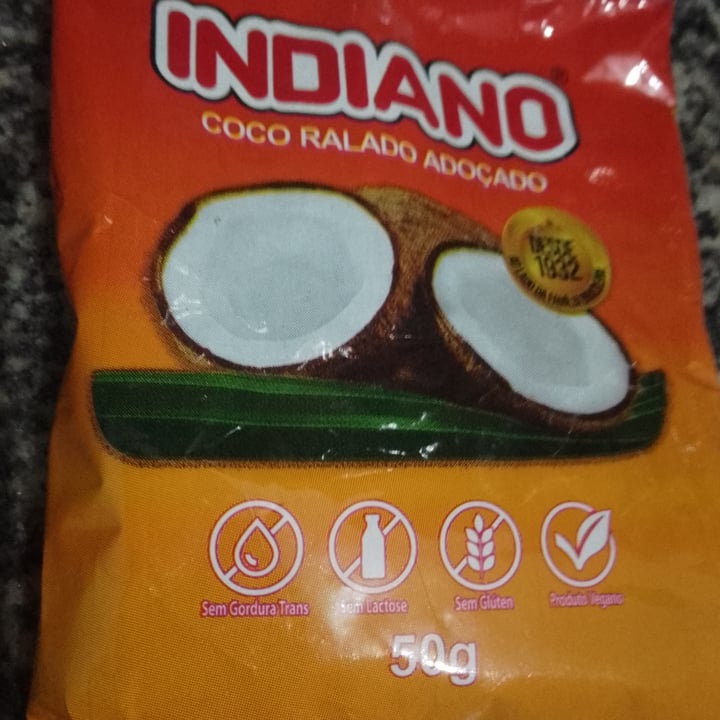 INDIANO
COCO RALADO ADOÇADO
DESDE
1932
Sem Gordura Trans
Sem Lactose
Sem Glúten
Produto Vegano
50g